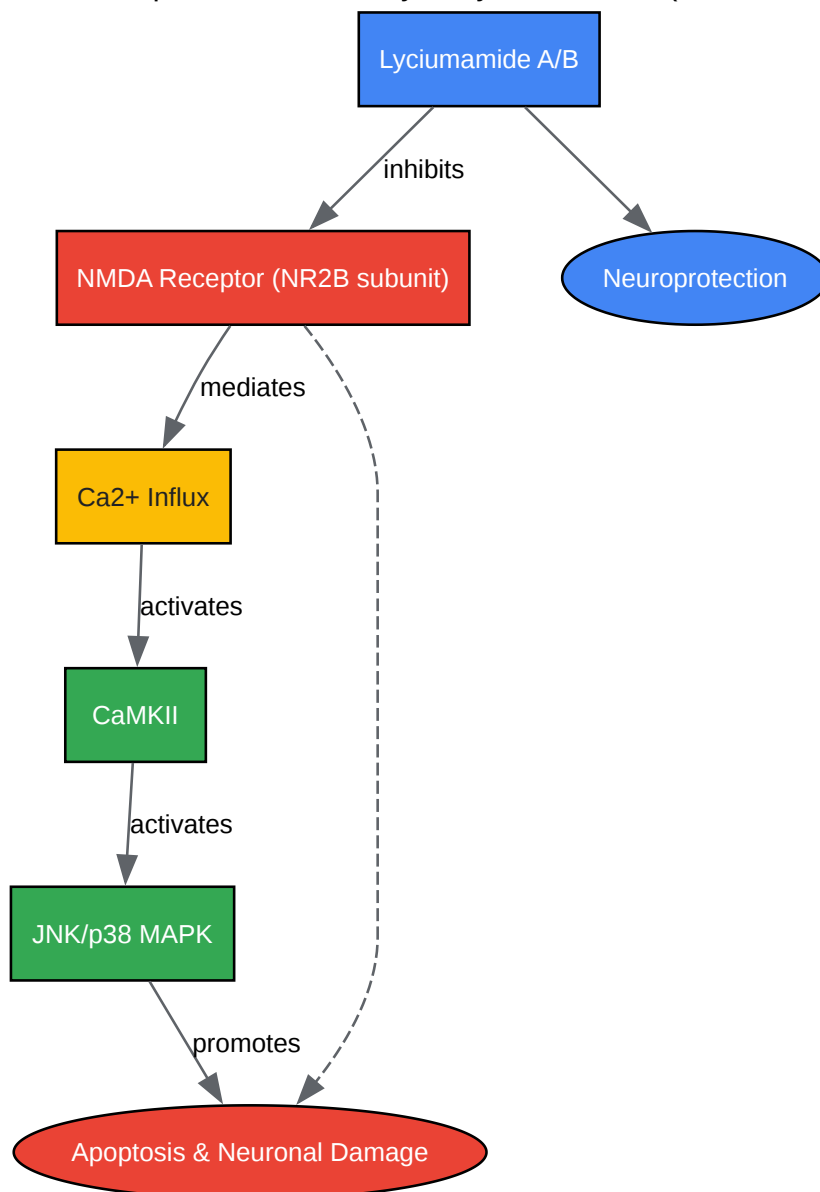 Lyciumamide A/B
inhibits
NMDA Receptor (NR2B subunit)
Neuroprotection
mediates
Ca2+ Influx
activates
CaMKII
activates
JNK/p38 MAPK
promotes
Apoptosis & Neuronal Damage